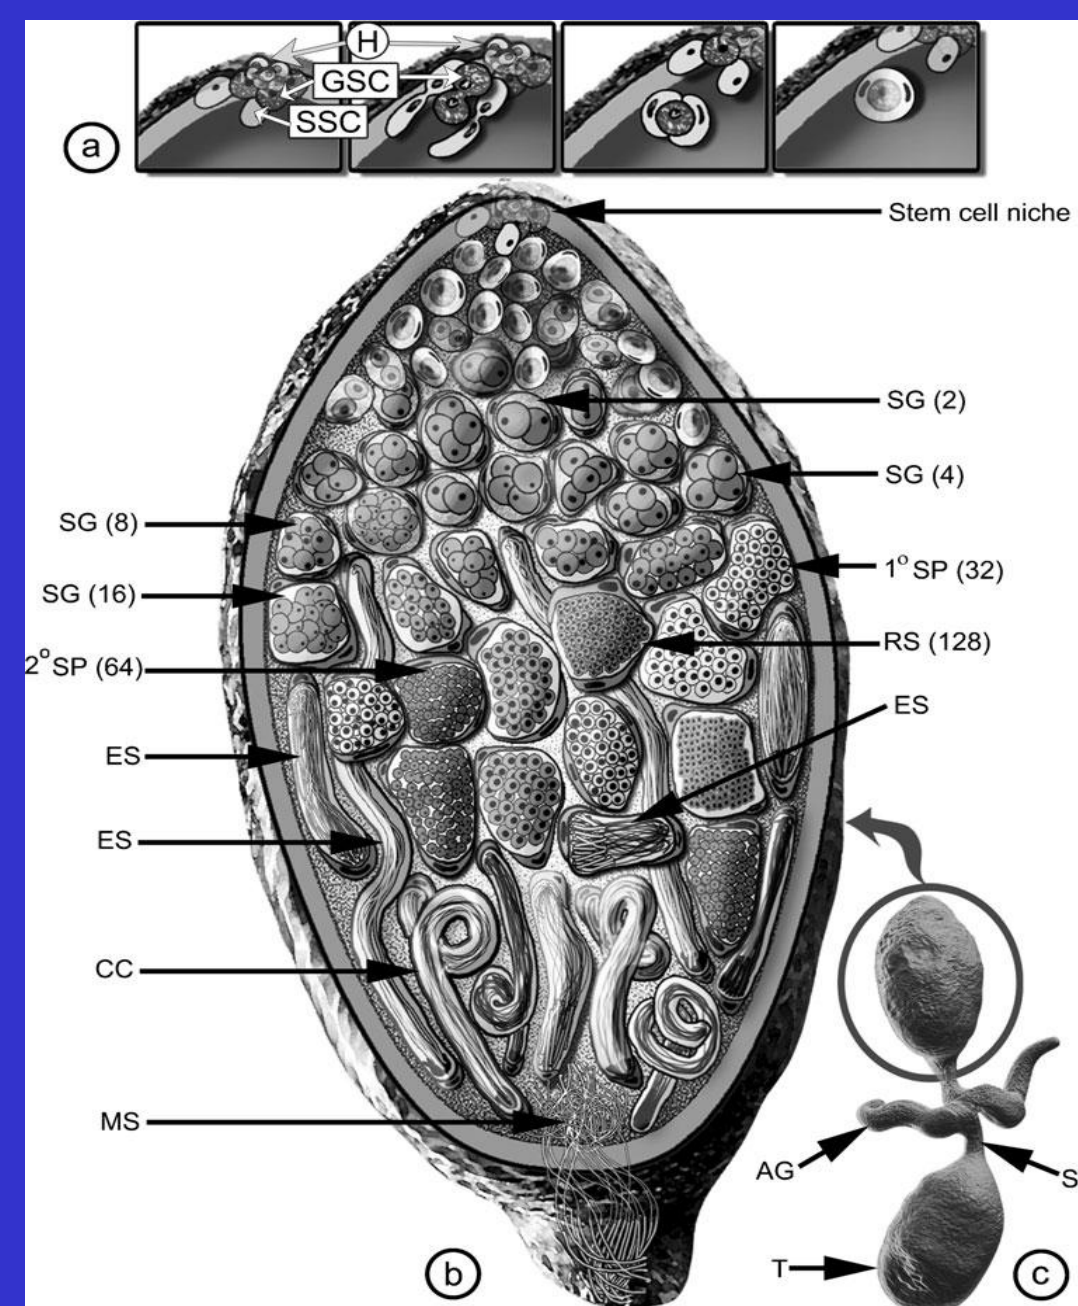 H
GSC
SSC
a
Stem cell niche
SG (2)
SG (4)
SG (8)
1° SP (32)
SG (16)
RS (128)
2° SP (64)
ES
ES
ES
CC
MS
AG
S
T
b
c